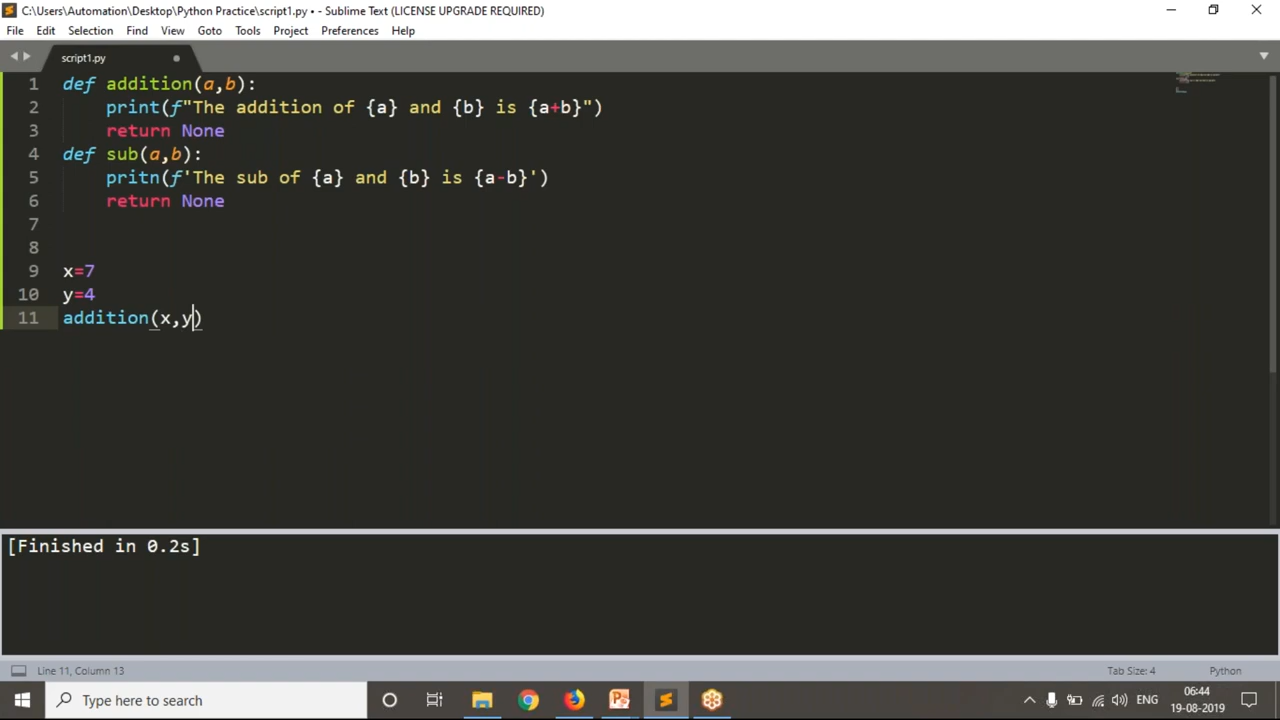 C:\Users\Automation\Desktop\Python Practice\script1.py • - Sublime Text (LICENSE UPGRADE REQUIRED)
File Edit Selection Find View Goto Tools Project Preferences Help
script1.py
1 def addition(a,b):
2 print(f"The addition of {a} and {b} is {a+b}")
3 return None
4 def sub(a,b):
5 pritn(f'The sub of {a} and {b} is {a-b}')
6 return None
7
8
9 x=7
10 y=4
11 addition(x,y)
[Finished in 0.2s]
Line 11, Column 13 Tab Size: 4 Python
Type here to search ENG 06:44
19-08-2019